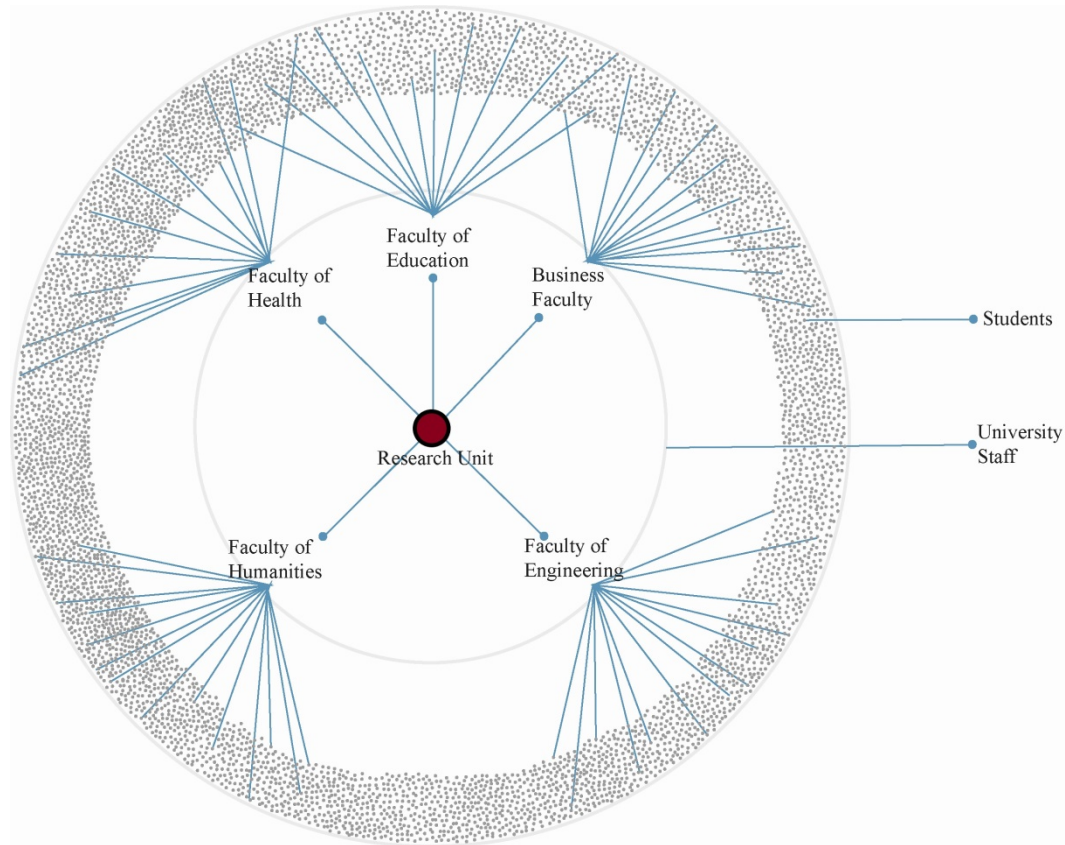 Faculty of
Education
Faculty of
Health
Business
Faculty
Students
University
Staff
Research Unit
Faculty of
Humanities
Faculty of
Engineering